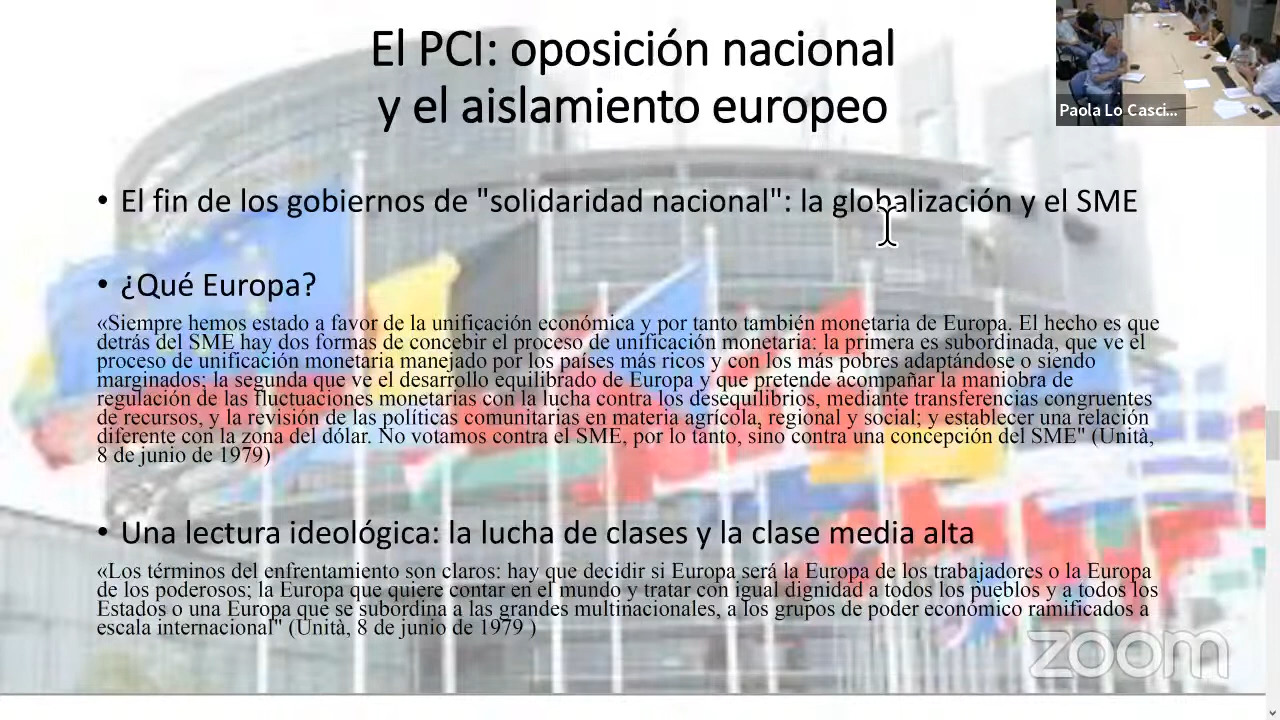 El PCI: oposición nacional
y el aislamiento europeo
Paola Lo Casci...
• El fin de los gobiernos de "solidaridad nacional": la globalización y el SME
• ¿Qué Europa?
«Siempre hemos estado a favor de la unificación económica y por tanto también monetaria de Europa. El hecho es que
detrás del SME hay dos formas de concebir el proceso de unificación monetaria: la primera es subordinada, que ve el
proceso de unificación monetaria manejado por los países más ricos y con los más pobres adaptándose o siendo
marginados; la segunda que ve el desarrollo equilibrado de Europa y que pretende acompañar la maniobra de
regulación de las fluctuaciones monetarias con la lucha contra los desequilibrios, mediante transferencias congruentes
de recursos, y la revisión de las políticas comunitarias en materia agrícola, regional y social; y establecer una relación
diferente con la zona del dólar. No votamos contra el SME, por lo tanto, sino contra una concepción del SME" (Unità,
8 de junio de 1979)
• Una lectura ideológica: la lucha de clases y la clase media alta
«Los términos del enfrentamiento son claros: hay que decidir si Europa será la Europa de los trabajadores o la Europa
de los poderosos; la Europa que quiere contar en el mundo y tratar con igual dignidad a todos los pueblos y a todos los
Estados o una Europa que se subordina a las grandes multinacionales, a los grupos de poder económico ramificados a
escala internacional" (Unità, 8 de junio de 1979 )
zoom